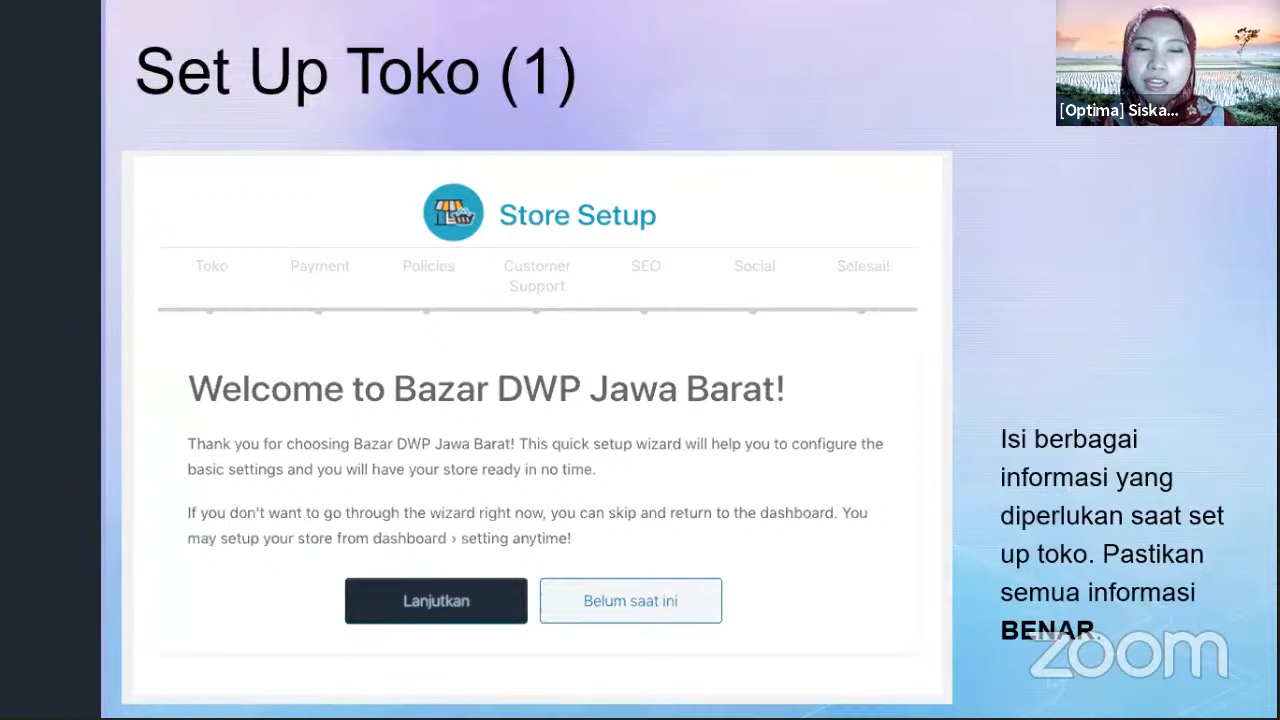 Set Up Toko (1)
[Optima] Siska...
Store Setup
Toko
Payment
Policies
Customer
Support
SEO
Social
Selesai!
Welcome to Bazar DWP Jawa Barat!
Thank you for choosing Bazar DWP Jawa Barat! This quick setup wizard will help you to configure the
basic settings and you will have your store ready in no time.
If you don't want to go through the wizard right now, you can skip and return to the dashboard. You
may setup your store from dashboard › setting anytime!
Lanjutkan
Belum saat ini
Isi berbagai
informasi yang
diperlukan saat set
up toko. Pastikan
semua informasi
BENAR.
zoom